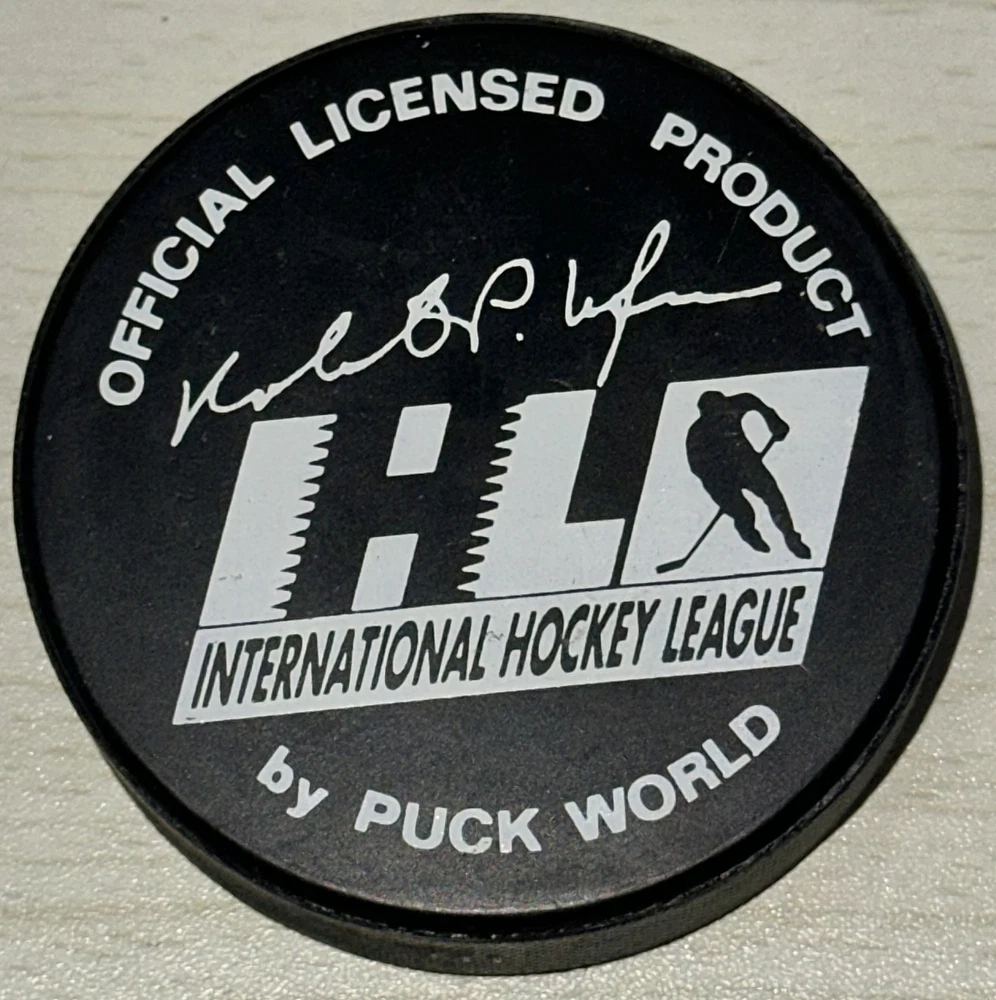 OFFICIAL LICENSED PRODUCT
IHL
INTERNATIONAL HOCKEY LEAGUE
by PUCK WORLD